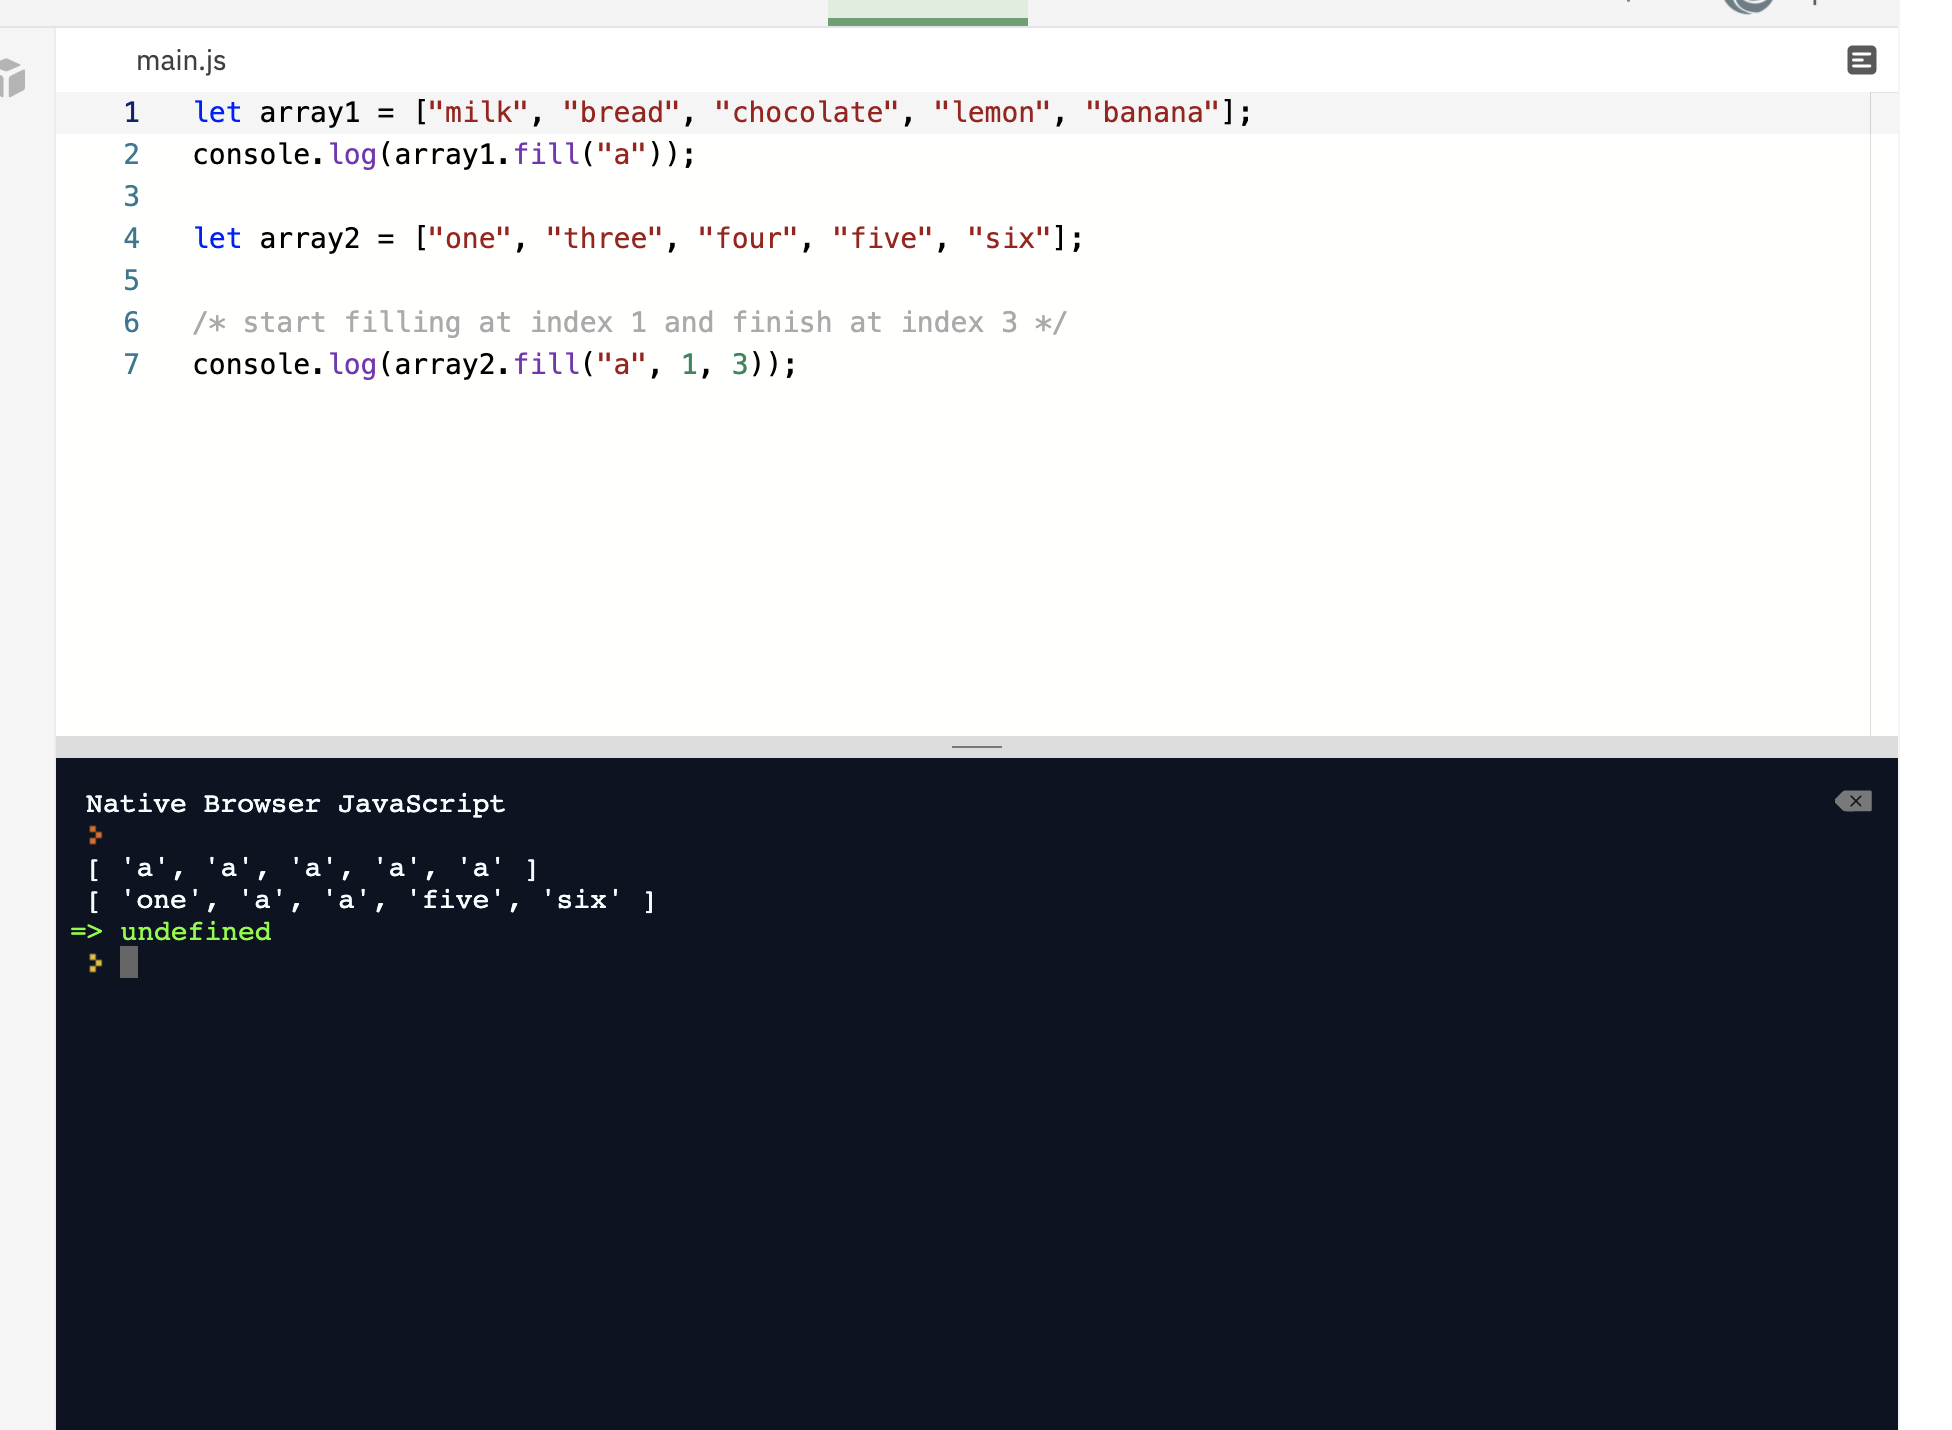 main.js
1 let array1 = ["milk", "bread", "chocolate", "lemon", "banana"];
2 console.log(array1.fill("a"));
3
4 let array2 = ["one", "three", "four", "five", "six"];
5
6 /* start filling at index 1 and finish at index 3 */
7 console.log(array2.fill("a", 1, 3));
Native Browser JavaScript
[ 'a', 'a', 'a', 'a', 'a' ]
[ 'one', 'a', 'a', 'five', 'six' ]
=> undefined